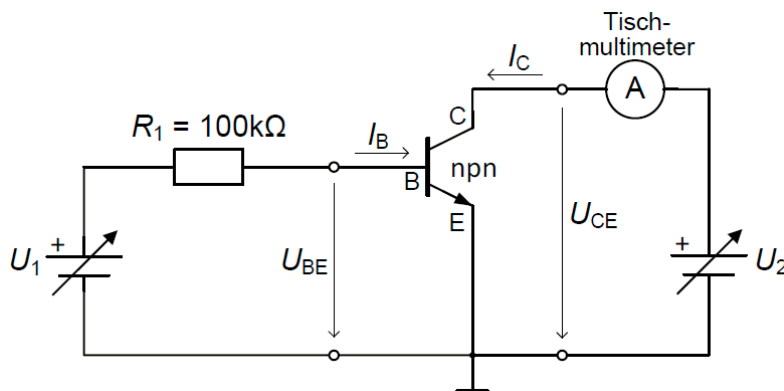 Tisch-
multimeter
I_C
A
R_1 = 100kΩ
C
I_B
B
npn
E
U_1
+
U_BE
U_CE
+
U_2